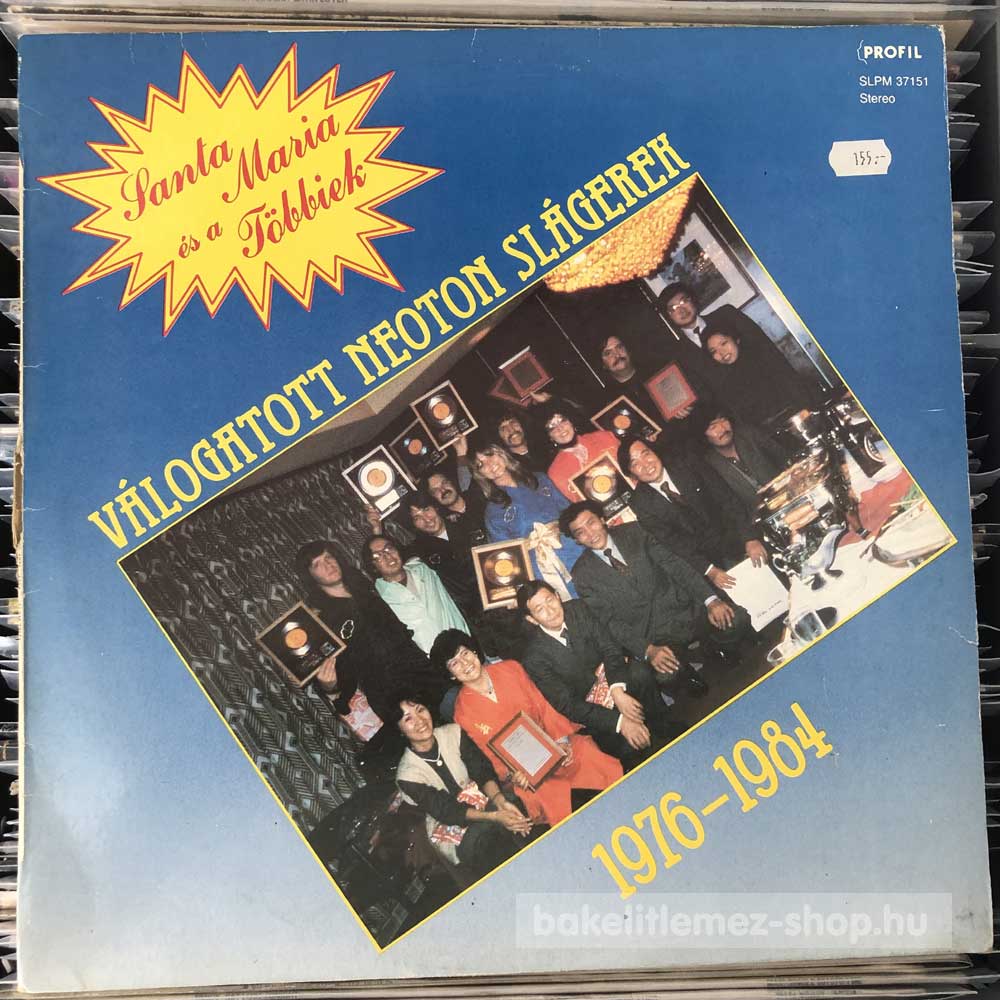 Santa
Maria
és a Többiek
PROFIL
SLPM 37151
Stereo
155.-
VÁLOGATOTT NEOTON SLÁGEREK
1976-1984
bakelitlemez-shop.hu